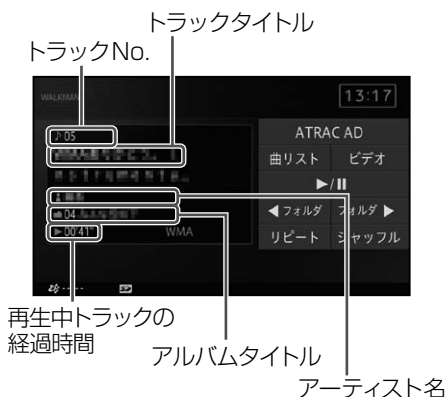 トラックタイトル
トラックNo.
WALKMAN
13:17
♪ 05
ATRAC AD
曲リスト ビデオ
▶/II
04
◀ フォルダ フォルダ ▶
▶ 00'41" WMA
リピート シャッフル
再生中トラックの
経過時間
アルバムタイトル
アーティスト名